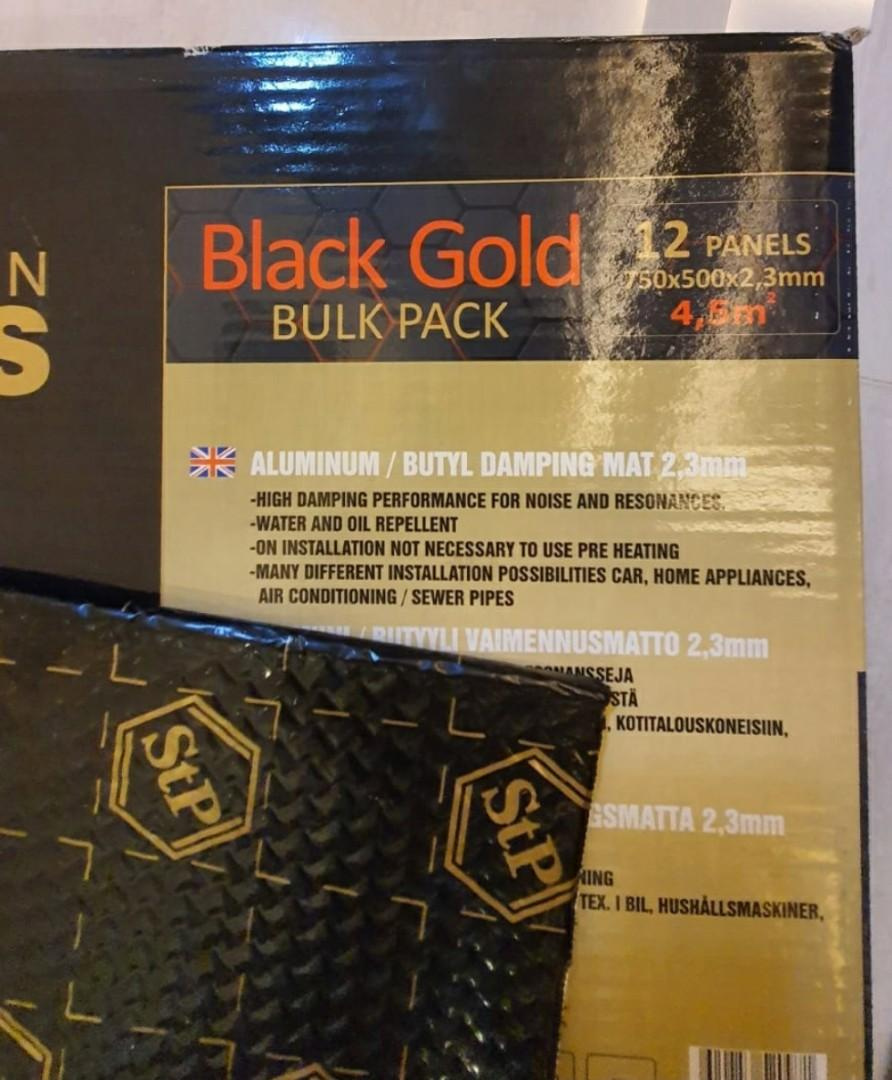 N
S
Black Gold
BULK PACK
12 PANELS
750x500x2,3mm
4,5m²
ALUMINUM / BUTYL DAMPING MAT 2,3mm
-HIGH DAMPING PERFORMANCE FOR NOISE AND RESONANCES.
-WATER AND OIL REPELLENT
-ON INSTALLATION NOT NECESSARY TO USE PRE HEATING
-MANY DIFFERENT INSTALLATION POSSIBILITIES CAR, HOME APPLIANCES,
AIR CONDITIONING / SEWER PIPES
/ BUTYYLI VAIMENNUSMATTO 2,3mm
, KOTITALOUSKONEISIIN,
GSMATTA 2,3mm
NING
TEX. I BIL, HUSHÅLLSMASKINER,
StP
StP